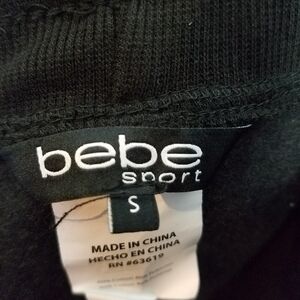 bebe
sport
S
MADE IN CHINA
HECHO EN CHINA
RN #63619